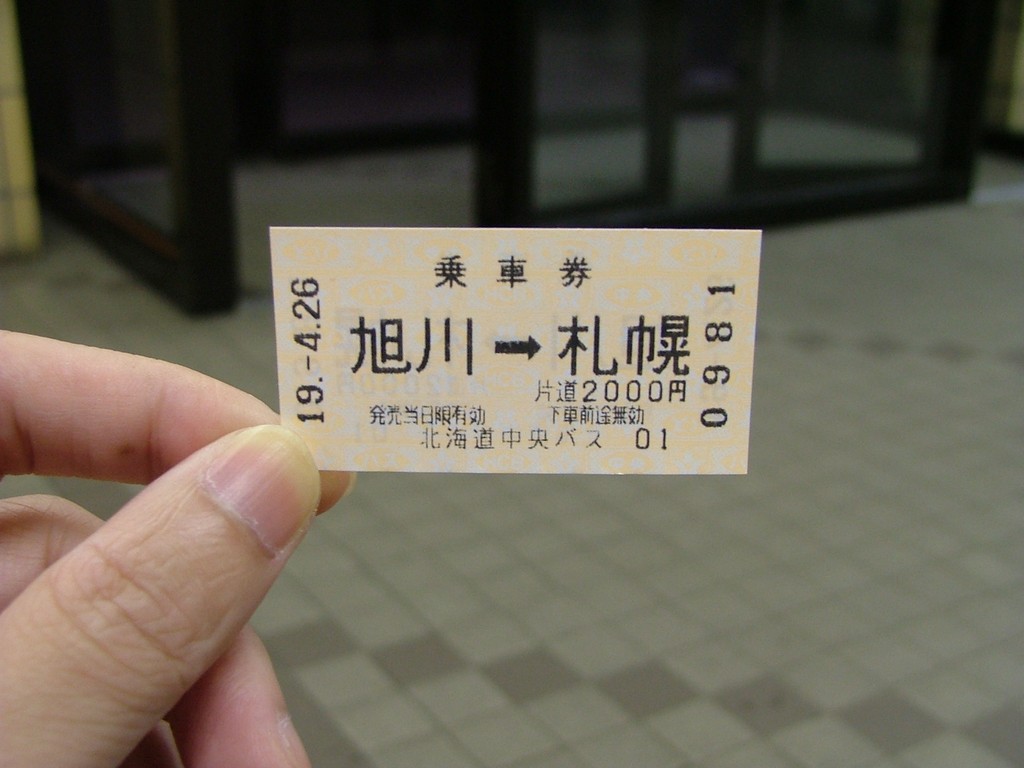 乗車券
19.-4.26
旭川➡札幌
片道2000円
発売当日限有効 下車前途無効
北海道中央バス 01
0981